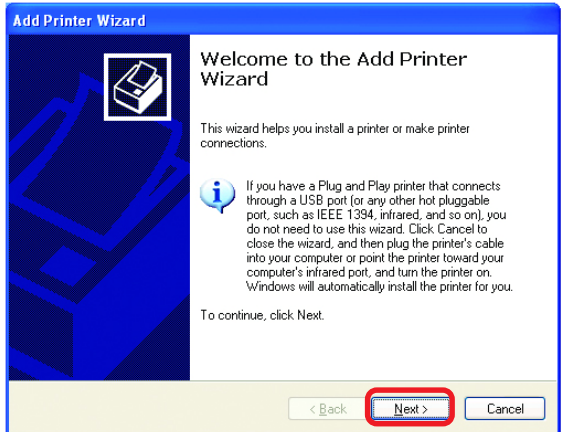 Add Printer Wizard
Welcome to the Add Printer
Wizard
This wizard helps you install a printer or make printer
connections.
If you have a Plug and Play printer that connects
through a USB port (or any other hot pluggable
port, such as IEEE 1394, infrared, and so on), you
do not need to use this wizard. Click Cancel to
close the wizard, and then plug the printer's cable
into your computer or point the printer toward your
computer's infrared port, and turn the printer on.
Windows will automatically install the printer for you.
To continue, click Next.
< Back Next > Cancel